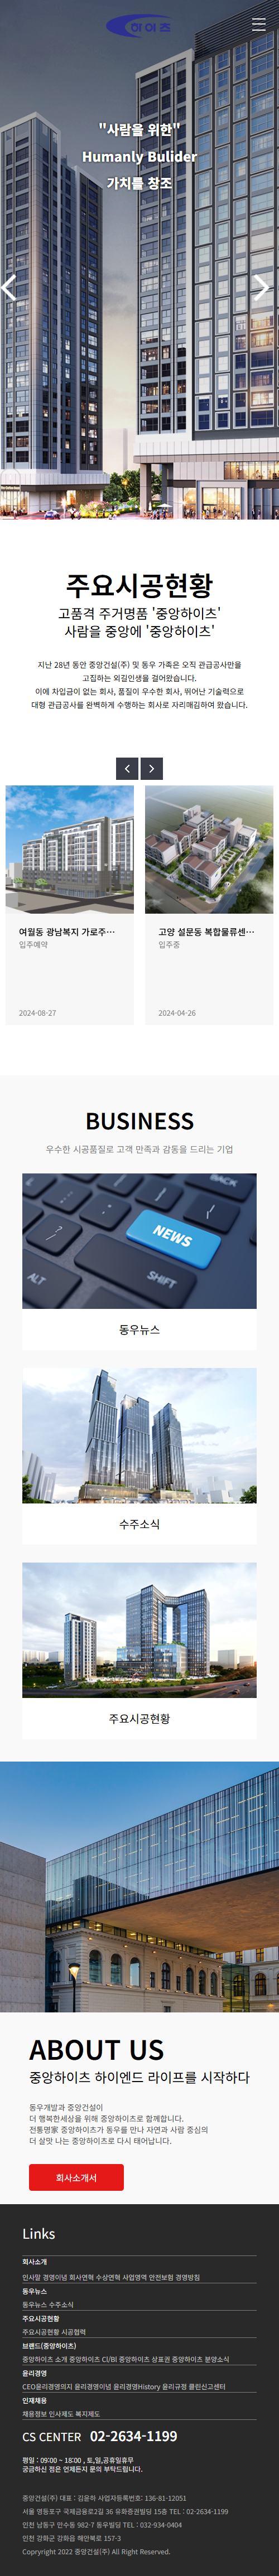 하이츠
"사람을 위한"
Humanly Bulider
가치를 창조
주요시공현황
고품격 주거명품 '중앙하이츠'
사람을 중앙에 '중앙하이츠'
지난 28년 동안 중앙건설(주) 및 동우 가족은 오직 관급공사만을
고집하는 외길인생을 걸어왔습니다.
이에 차입금이 없는 회사, 품질이 우수한 회사, 뛰어난 기술력으로
대형 관급공사를 완벽하게 수행하는 회사로 자리매김하여 왔습니다.
여월동 광남복지 가로주…
입주예약
2024-08-27
고양 설문동 복합물류센…
입주중
2024-04-26
BUSINESS
우수한 시공품질로 고객 만족과 감동을 드리는 기업
BACK
NEWS
ALT
SHIFT
동우뉴스
수주소식
주요시공현황
ABOUT US
중앙하이츠 하이엔드 라이프를 시작하다
동우개발과 중앙건설이
더 행복한세상을 위해 중앙하이츠로 함께합니다.
전통명家 중앙하이츠가 동우를 만나 자연과 사람 중심의
더 살맛 나는 중앙하이츠로 다시 태어납니다.
회사소개서
Links
회사소개
인사말 경영이념 회사연혁 수상연혁 사업영역 안전보험 경영방침
동우뉴스
동우뉴스 수주소식
주요시공현황
주요시공현황 시공협력
브랜드(중앙하이츠)
중앙하이츠 소개 중앙하이츠 CI/BI 중앙하이츠 상표권 중앙하이츠 분양소식
윤리경영
CEO윤리경영의지 윤리경영이념 윤리경영History 윤리규정 클린신고센터
인재채용
채용정보 인사제도 복지제도
CS CENTER 02-2634-1199
평일 : 09:00 ~ 18:00 , 토,일,공휴일휴무
궁금하신 점은 언제든지 문의 부탁드립니다.
중앙건설(주) 대표 : 김윤하 사업자등록번호: 136-81-12051
서울 영등포구 국제금융로2길 36 유화증권빌딩 15층 TEL : 02-2634-1199
인천 남동구 만수동 982-7 동우빌딩 TEL : 032-934-0404
인천 강화군 강화읍 해안북로 157-3
Copryright 2022 중앙건설(주) All Right Reserved.